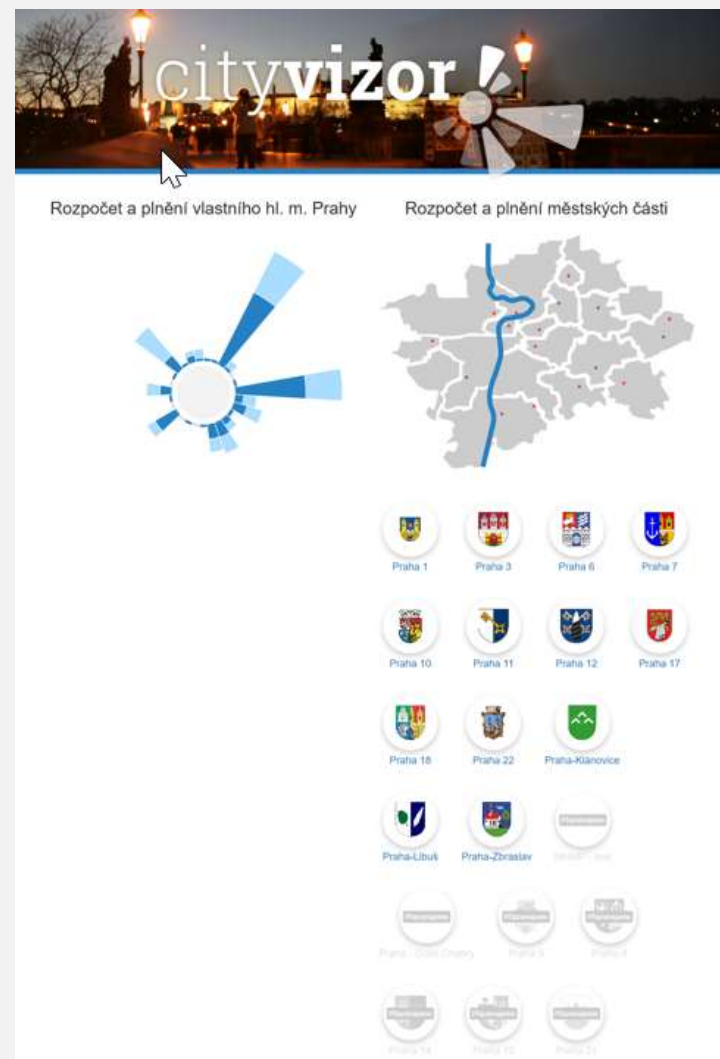 cityvizor
Rozpočet a plnění vlastního hl. m. Prahy
Rozpočet a plnění městských části
Praha 1
Praha 3
Praha 6
Praha 7
Praha 10
Praha 11
Praha 12
Praha 17
Praha 18
Praha 22
Praha-Klánovice
Praha-Libuš
Praha-Zbraslav